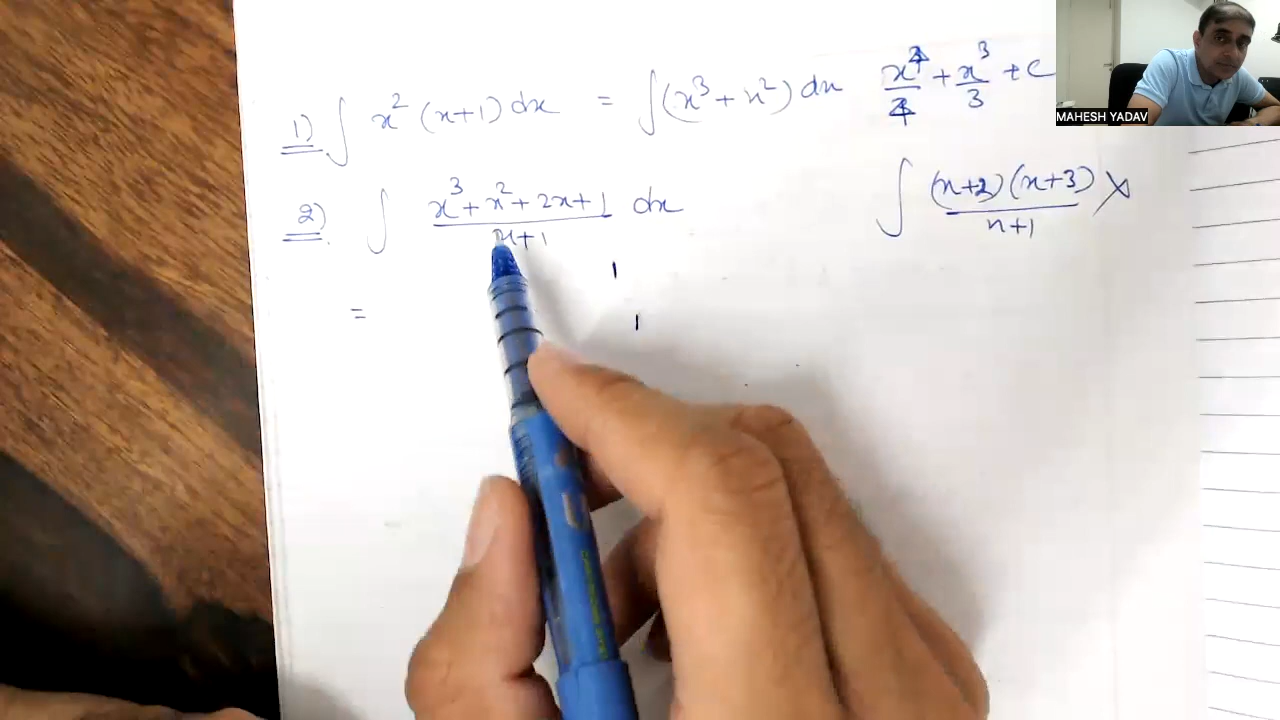 1) ∫ x² (x+1) dx = ∫(x³ + x²) dx x⁴/4 + x³/3 + c
MAHESH YADAV
2) ∫ (x³ + x² + 2x + 1)/(x+1) dx
∫ (x+2)(x+3)/(x+1)
=